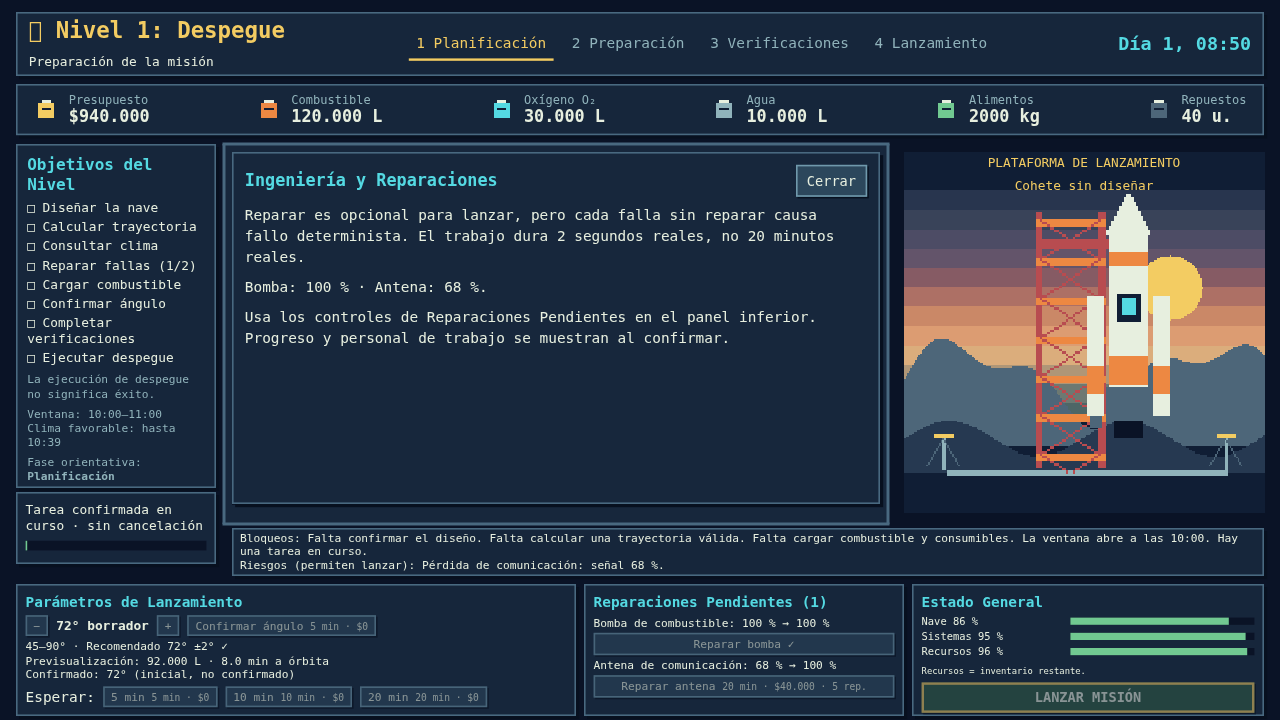 Nivel 1: Despegue
Preparación de la misión
1 Planificación
2 Preparación
3 Verificaciones
4 Lanzamiento
Día 1, 08:50
Presupuesto
$940.000
Combustible
120.000 L
Oxígeno O₂
30.000 L
Agua
10.000 L
Alimentos
2000 kg
Repuestos
40 u.
Objetivos del
Nivel
□ Diseñar la nave
□ Calcular trayectoria
□ Consultar clima
□ Reparar fallas (1/2)
□ Cargar combustible
□ Confirmar ángulo
□ Completar
verificaciones
□ Ejecutar despegue
La ejecución de despegue
no significa éxito.
Ventana: 10:00–11:00
Clima favorable: hasta
10:39
Fase orientativa:
Planificación
Tarea confirmada en
curso · sin cancelación
Ingeniería y Reparaciones
Cerrar
Reparar es opcional para lanzar, pero cada falla sin reparar causa
fallo determinista. El trabajo dura 2 segundos reales, no 20 minutos
reales.
Bomba: 100 % · Antena: 68 %.
Usa los controles de Reparaciones Pendientes en el panel inferior.
Progreso y personal de trabajo se muestran al confirmar.
PLATAFORMA DE LANZAMIENTO
Cohete sin diseñar
Bloqueos: Falta confirmar el diseño. Falta calcular una trayectoria válida. Falta cargar combustible y consumibles. La ventana abre a las 10:00. Hay
una tarea en curso.
Riesgos (permiten lanzar): Pérdida de comunicación: señal 68 %.
Parámetros de Lanzamiento
− 72° borrador + Confirmar ángulo 5 min · $0
45–90° · Recomendado 72° ±2° ✓
Previsualización: 92.000 L · 8.0 min a órbita
Confirmado: 72° (inicial, no confirmado)
Esperar: 5 min 5 min · $0 10 min 10 min · $0 20 min 20 min · $0
Reparaciones Pendientes (1)
Bomba de combustible: 100 % → 100 %
Reparar bomba ✓
Antena de comunicación: 68 % → 100 %
Reparar antena 20 min · $40.000 · 5 rep.
Estado General
Nave 86 %
Sistemas 95 %
Recursos 96 %
Recursos = inventario restante.
LANZAR MISIÓN